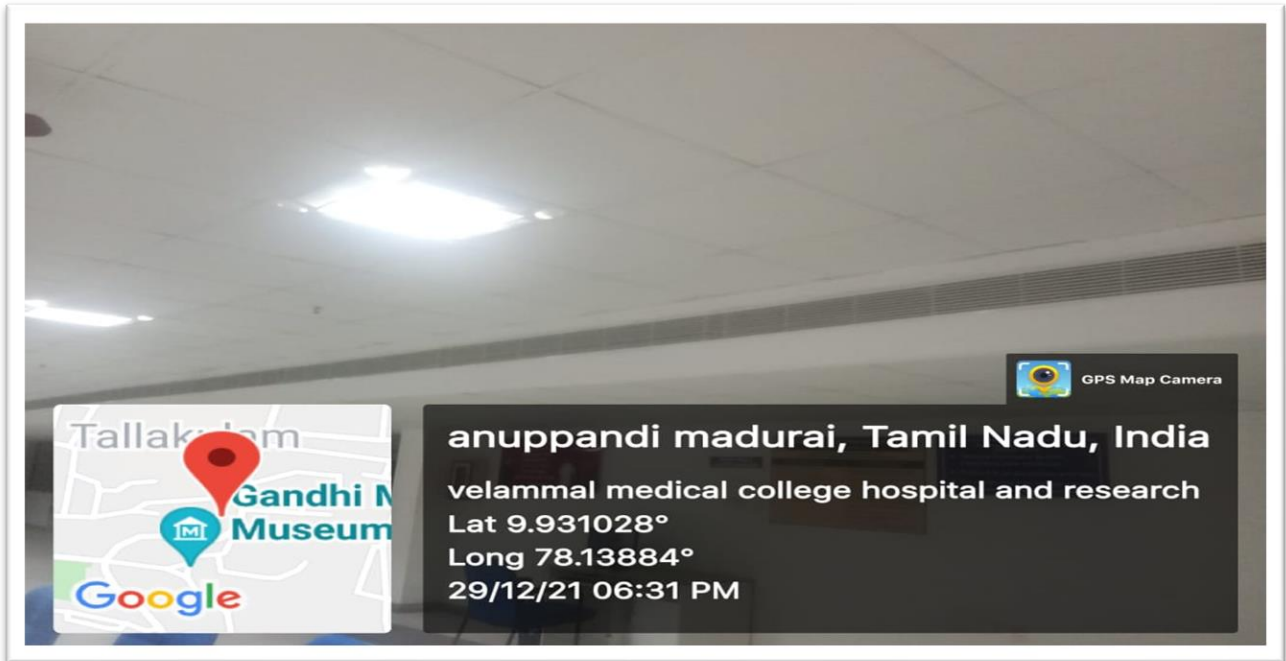 GPS Map Camera
Tallakulam
Gandhi M
Museum
Google
anuppandi madurai, Tamil Nadu, India
velammal medical college hospital and research
Lat 9.931028°
Long 78.13884°
29/12/21 06:31 PM